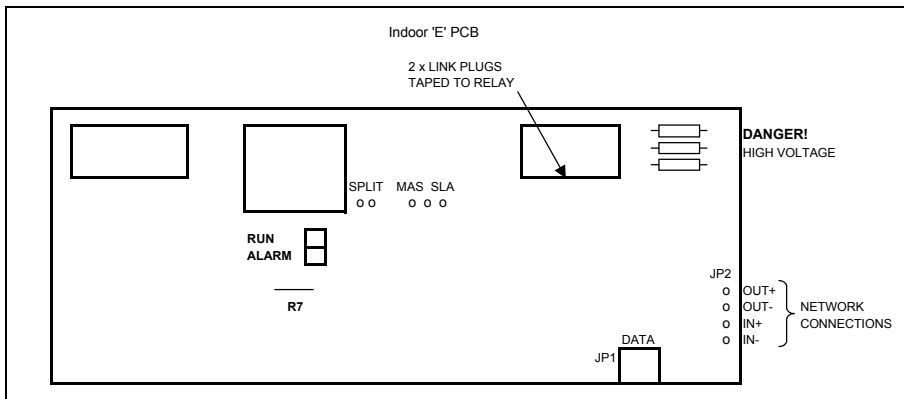 Indoor 'E' PCB
2 x LINK PLUGS
TAPED TO RELAY
DANGER!
HIGH VOLTAGE
SPLIT MAS SLA
o o o o o
RUN
ALARM
R7
JP2
o OUT+
o OUT-
o IN+
o IN-
NETWORK
CONNECTIONS
DATA
JP1